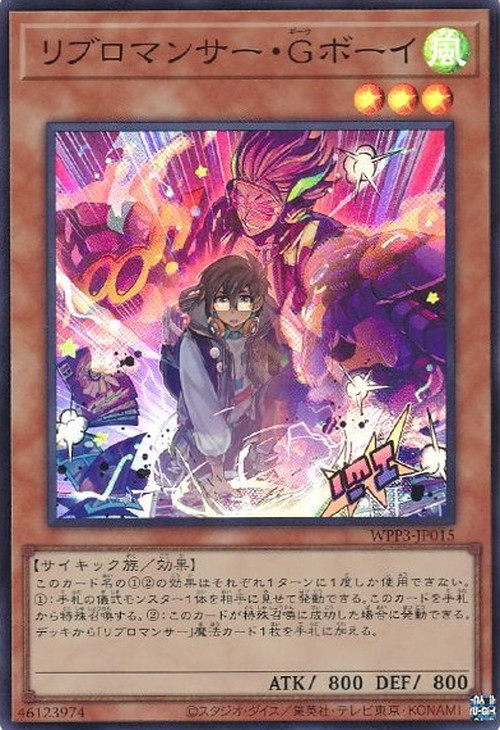 リブロマンサー・Gボーイ
ギーク
風
WPP3-JP015
【サイキック族/効果】
このカード名の①②の効果はそれぞれ1ターンに1度しか使用できない。
①:手札の儀式モンスター1体を相手に見せて発動できる。このカードを手札
から特殊召喚する。②:このカードが特殊召喚に成功した場合に発動できる。
デッキから「リブロマンサー」魔法カード1枚を手札に加える。
ATK/ 800 DEF/ 800
46123974
©スタジオ・ダイス/集英社・テレビ東京・KONAMI